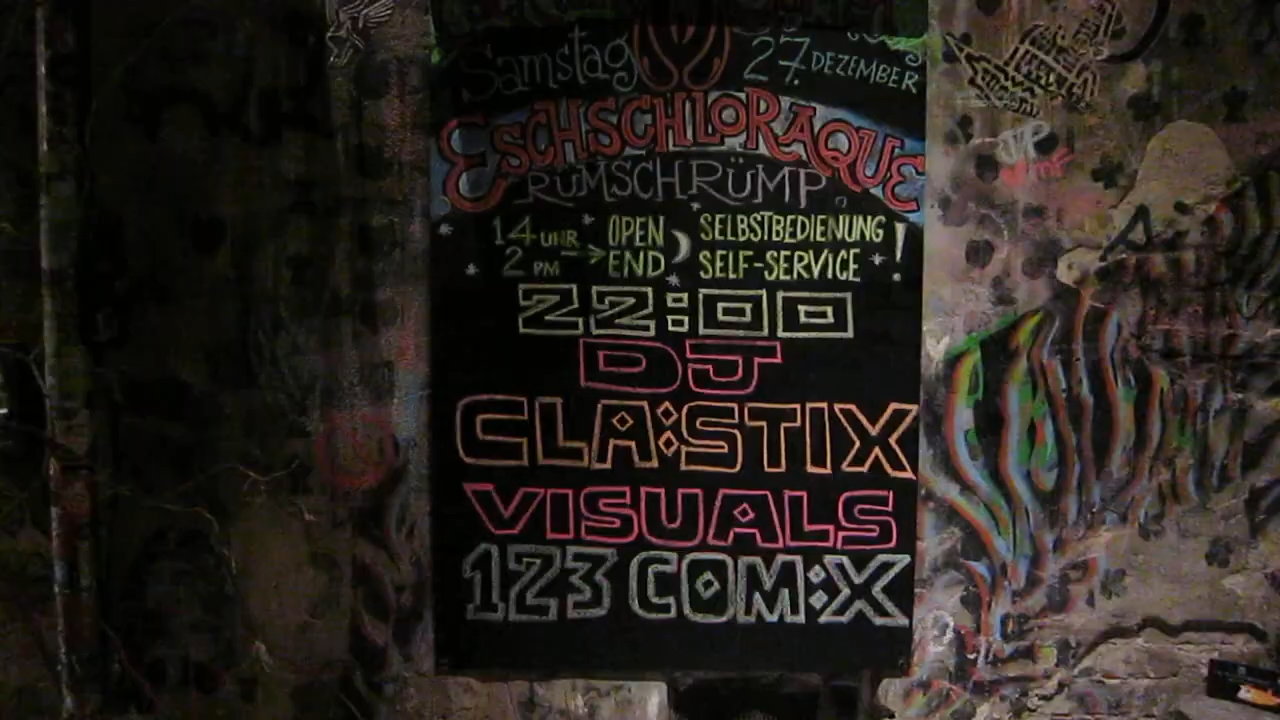 Samstag 27. DEZEMBER
ESCHSCHLORAQUE
RÜMSCHRÜMP
14 UHR → OPEN SELBSTBEDIENUNG
2 PM END SELF-SERVICE !
22:00
DJ
CLA:STIX
VISUALS
123 COM:X